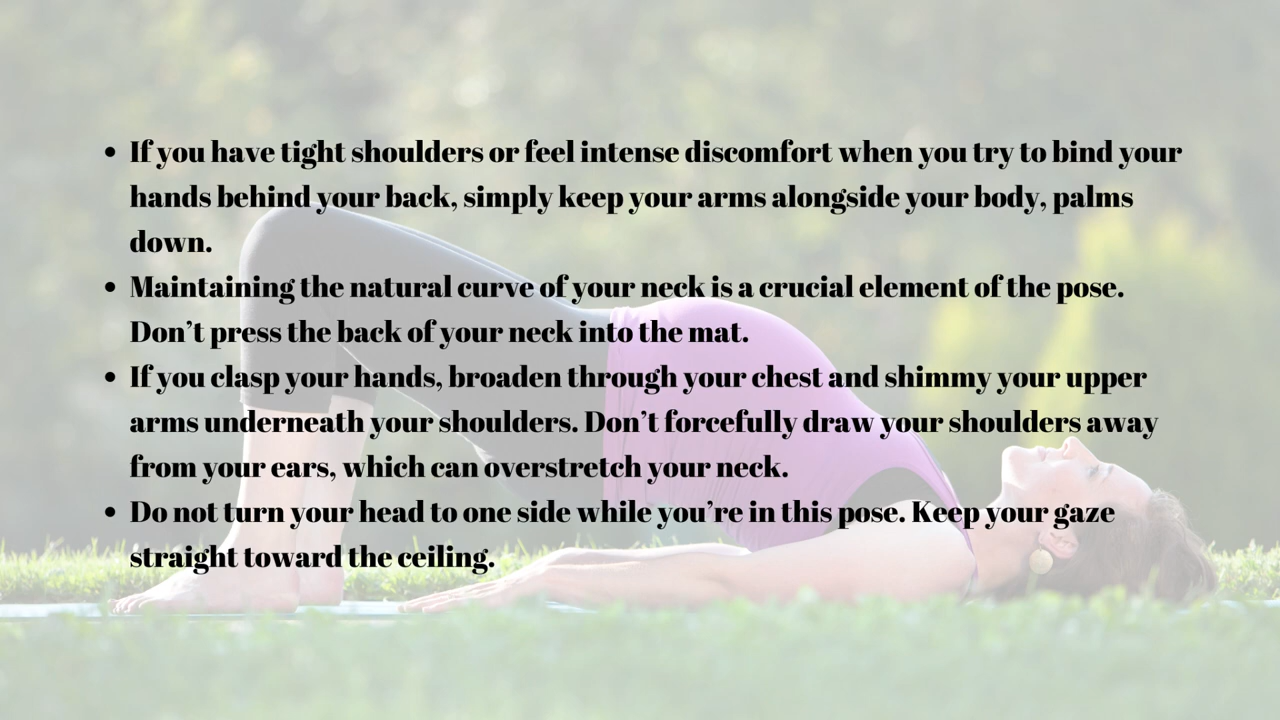 • If you have tight shoulders or feel intense discomfort when you try to bind your
hands behind your back, simply keep your arms alongside your body, palms
down.
• Maintaining the natural curve of your neck is a crucial element of the pose.
Don’t press the back of your neck into the mat.
• If you clasp your hands, broaden through your chest and shimmy your upper
arms underneath your shoulders. Don’t forcefully draw your shoulders away
from your ears, which can overstretch your neck.
• Do not turn your head to one side while you’re in this pose. Keep your gaze
straight toward the ceiling.